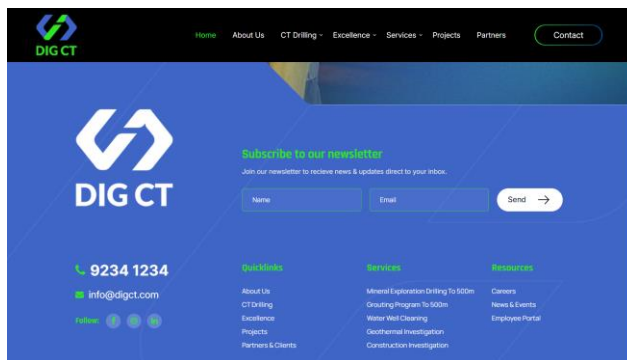 DIG CT
Home About Us CT Drilling Excellence Services Projects Partners Contact
DIG CT
Subscribe to our newsletter
Join our newsletter to recieve news & updates direct to your inbox.
Name Email Send
9234 1234
info@digct.com
Follow:
Quicklinks
About Us
CT Drilling
Excellence
Projects
Partners & Clients
Services
Mineral Exploration Drilling To 500m
Grouting Program To 500m
Water Well Cleaning
Geothermal Investigation
Construction Investigation
Resources
Careers
News & Events
Employee Portal